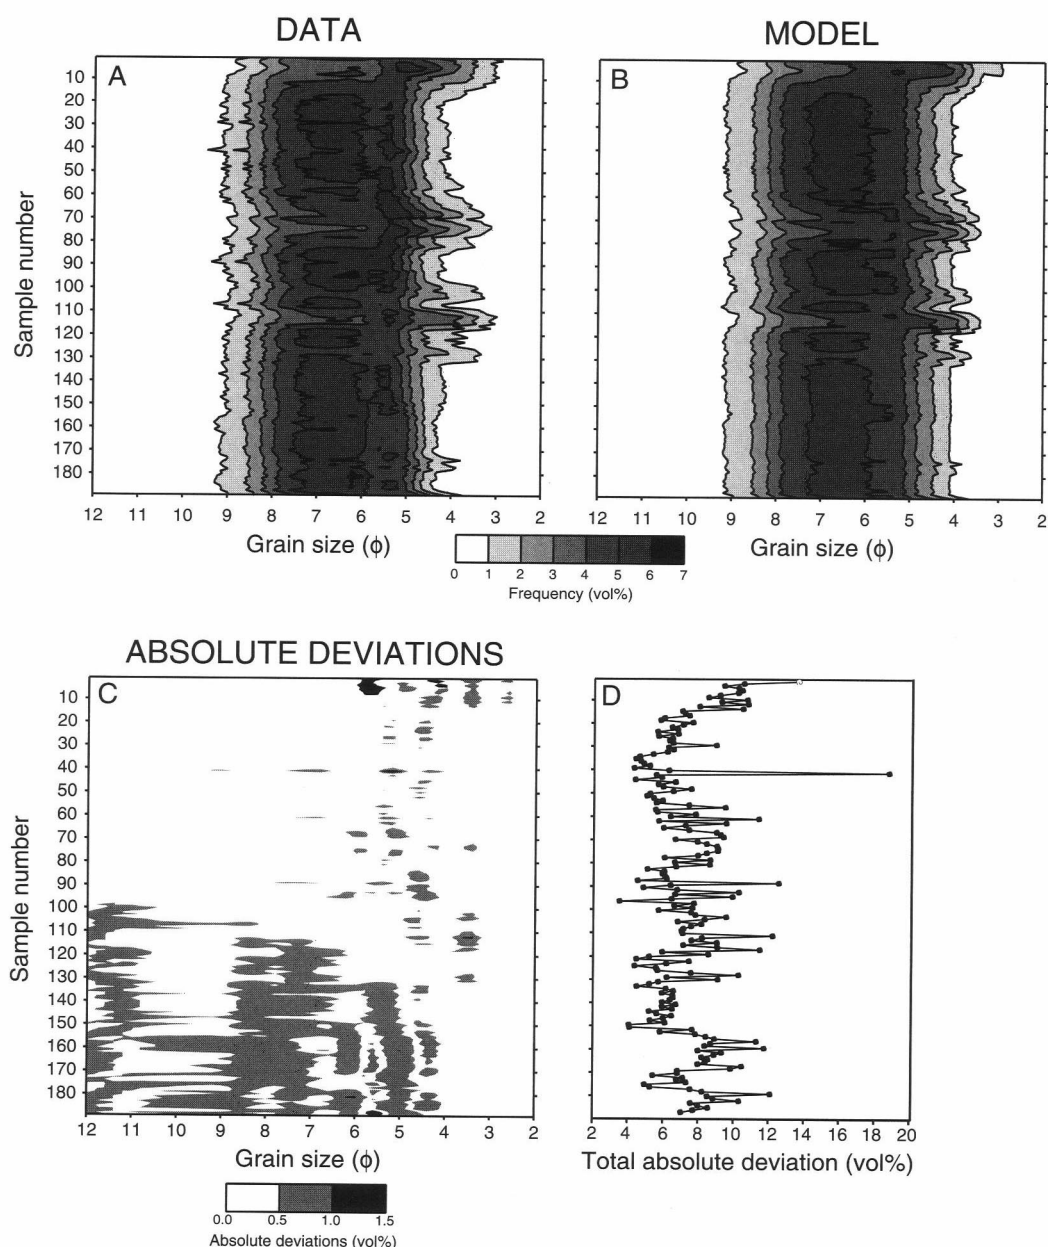 DATA
MODEL
A
B
10
20
30
40
50
60
70
80
90
100
110
120
130
140
150
160
170
180
Sample number
12 11 10 9 8 7 6 5 4 3 2
12 11 10 9 8 7 6 5 4 3 2
Grain size (ϕ)
Grain size (ϕ)
0 1 2 3 4 5 6 7
Frequency (vol%)
ABSOLUTE DEVIATIONS
C
D
10
20
30
40
50
60
70
80
90
100
110
120
130
140
150
160
170
180
Sample number
12 11 10 9 8 7 6 5 4 3 2
2 4 6 8 10 12 14 16 18 20
Grain size (ϕ)
Total absolute deviation (vol%)
0.0 0.5 1.0 1.5
Absolute deviations (vol%)